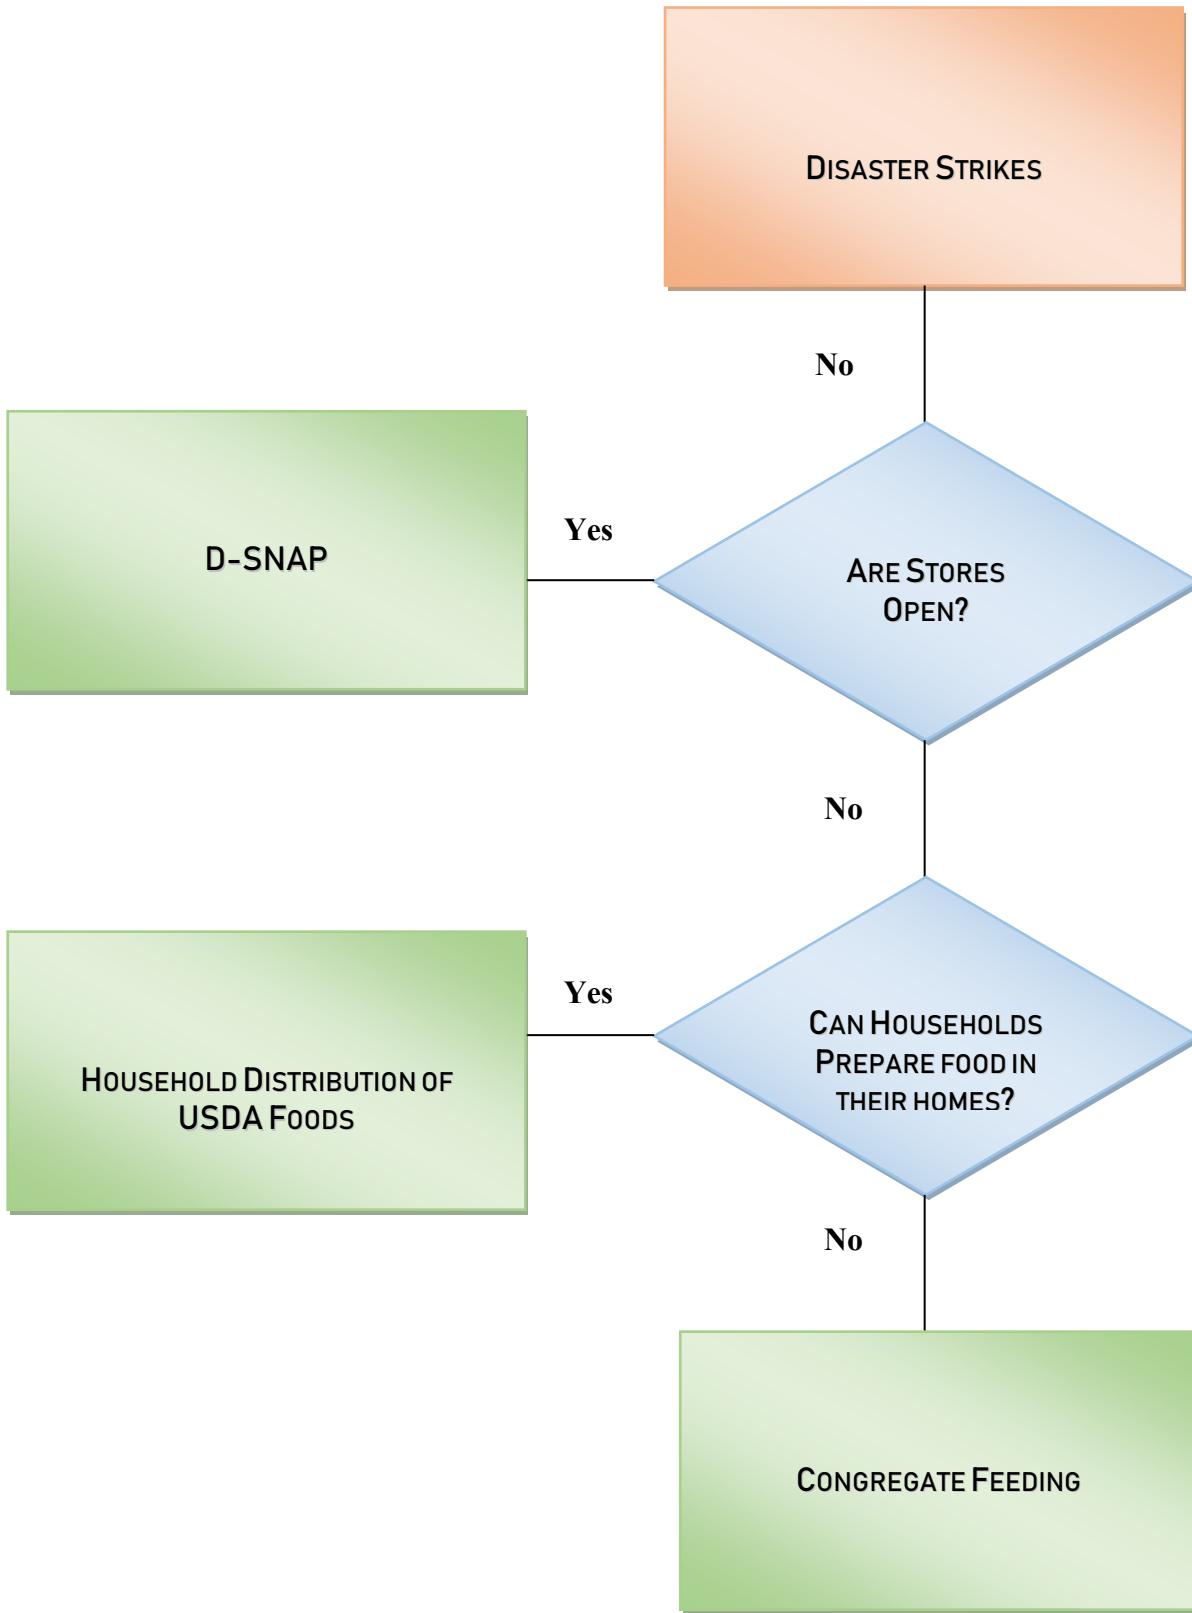 DISASTER STRIKES
No
D-SNAP
Yes
ARE STORES
OPEN?
No
HOUSEHOLD DISTRIBUTION OF
USDA FOODS
Yes
CAN HOUSEHOLDS
PREPARE FOOD IN
THEIR HOMES?
No
CONGREGATE FEEDING